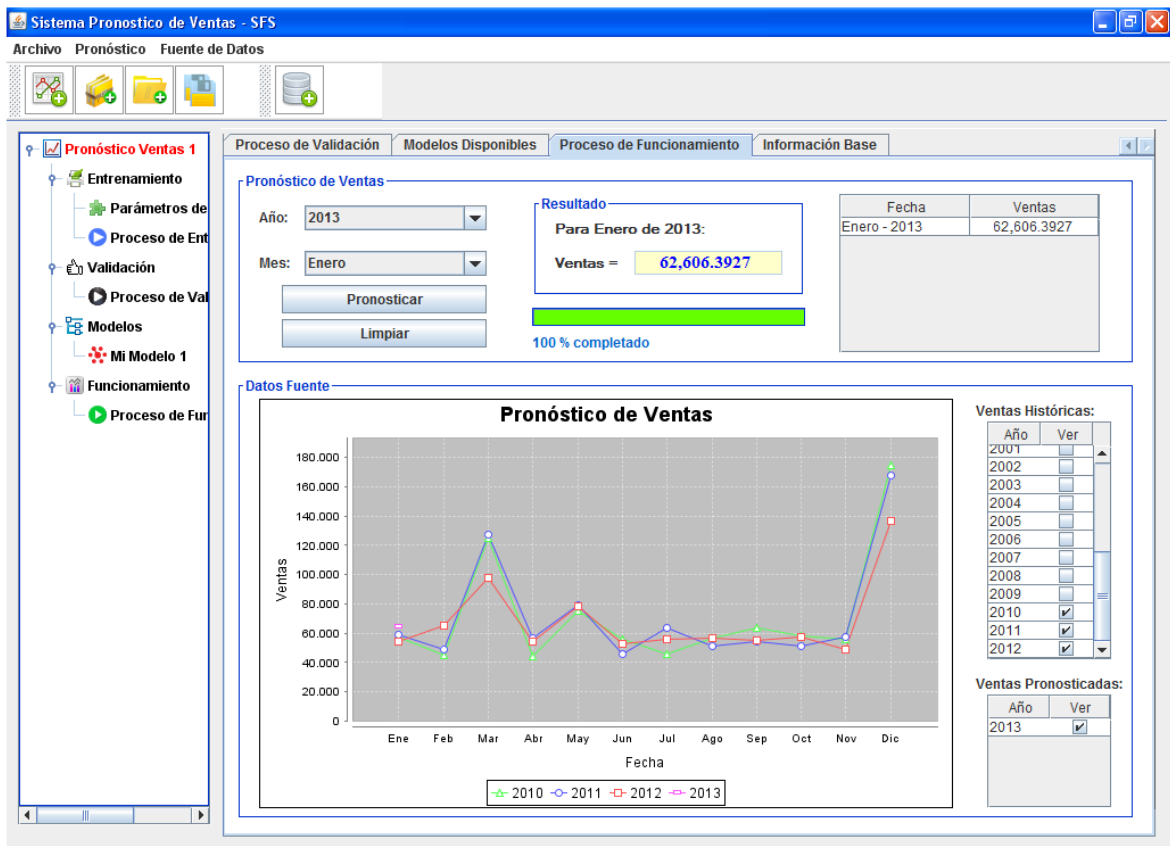 Sistema Pronostico de Ventas - SFS
Archivo Pronóstico Fuente de Datos
Pronóstico Ventas 1
Entrenamiento
Parámetros de
Proceso de Ent
Validación
Proceso de Val
Modelos
Mi Modelo 1
Funcionamiento
Proceso de Fur
Proceso de Validación Modelos Disponibles Proceso de Funcionamiento Información Base
Pronóstico de Ventas
Año: 2013
Mes: Enero
Pronosticar
Limpiar
Resultado
Para Enero de 2013:
Ventas = 62,606.3927
100 % completado
Fecha Ventas
Enero - 2013 62,606.3927
Datos Fuente
Pronóstico de Ventas
Ventas
180.000
160.000
140.000
120.000
100.000
80.000
60.000
40.000
20.000
0
Ene Feb Mar Abr May Jun Jul Ago Sep Oct Nov Dic
Fecha
2010 2011 2012 2013
Ventas Históricas:
Año Ver
2001
2002
2003
2004
2005
2006
2007
2008
2009
2010
2011
2012
Ventas Pronosticadas:
Año Ver
2013